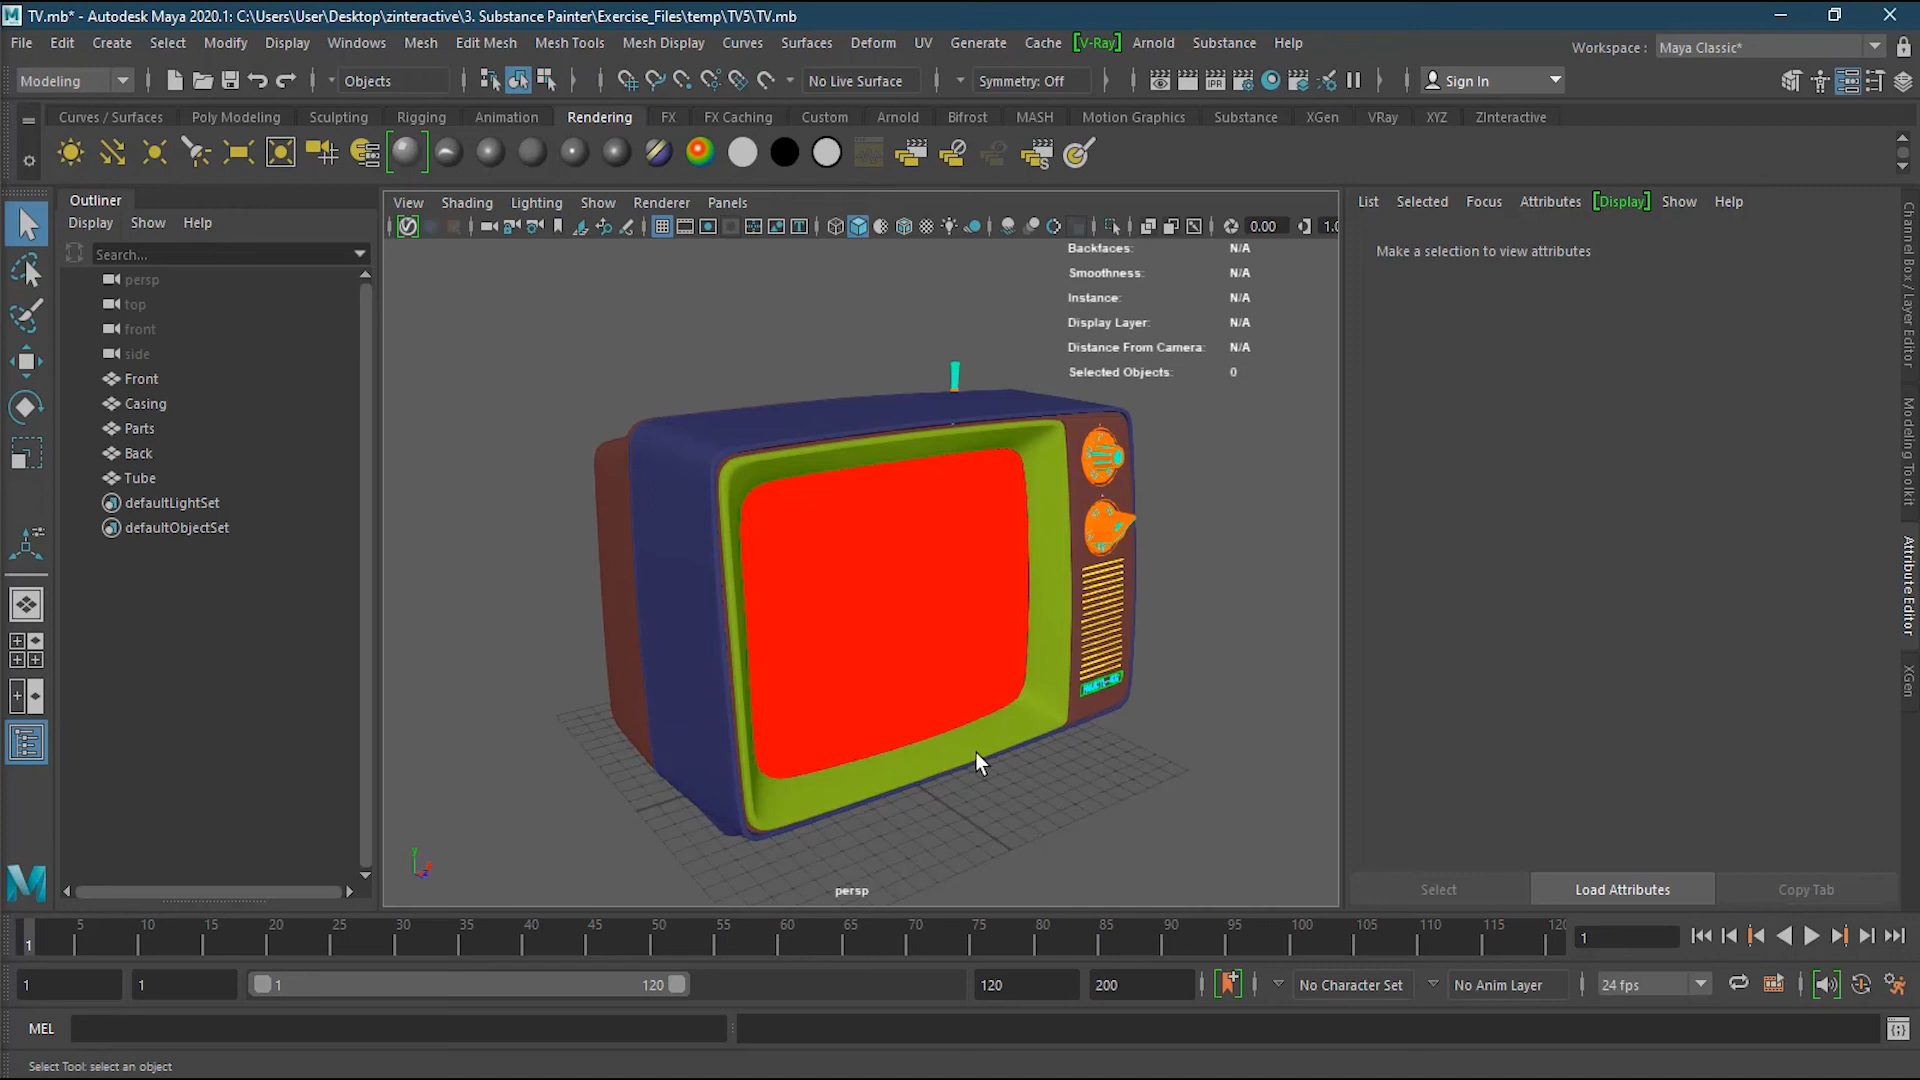 TV.mb* - Autodesk Maya 2020.1: C:\Users\User\Desktop\zinteractive\3. Substance Painter\Exercise_Files\temp\TV5\TV.mb
File Edit Create Select Modify Display Windows Mesh Edit Mesh Mesh Tools Mesh Display Curves Surfaces Deform UV Generate Cache [V-Ray] Arnold Substance Help
Workspace : Maya Classic*
Modeling Objects No Live Surface Symmetry: Off Sign In
Curves / Surfaces Poly Modeling Sculpting Rigging Animation Rendering FX FX Caching Custom Arnold Bifrost MASH Motion Graphics Substance XGen VRay XYZ ZInteractive
Outliner
Display Show Help
Search...
persp
top
front
side
Front
Casing
Parts
Back
Tube
defaultLightSet
defaultObjectSet
View Shading Lighting Show Renderer Panels
0.00 1.0
Backfaces: N/A
Smoothness: N/A
Instance: N/A
Display Layer: N/A
Distance From Camera: N/A
Selected Objects: 0
persp
List Selected Focus Attributes [Display] Show Help
Make a selection to view attributes
Select Load Attributes Copy Tab
Channel Box / Layer Editor
Modeling Toolkit
Attribute Editor
XGen
5 10 15 20 25 30 35 40 45 50 55 60 65 70 75 80 85 90 95 100 105 110 115 120
1
1
1 1 1 120 120 200 No Character Set No Anim Layer 24 fps
MEL
Select Tool: select an object